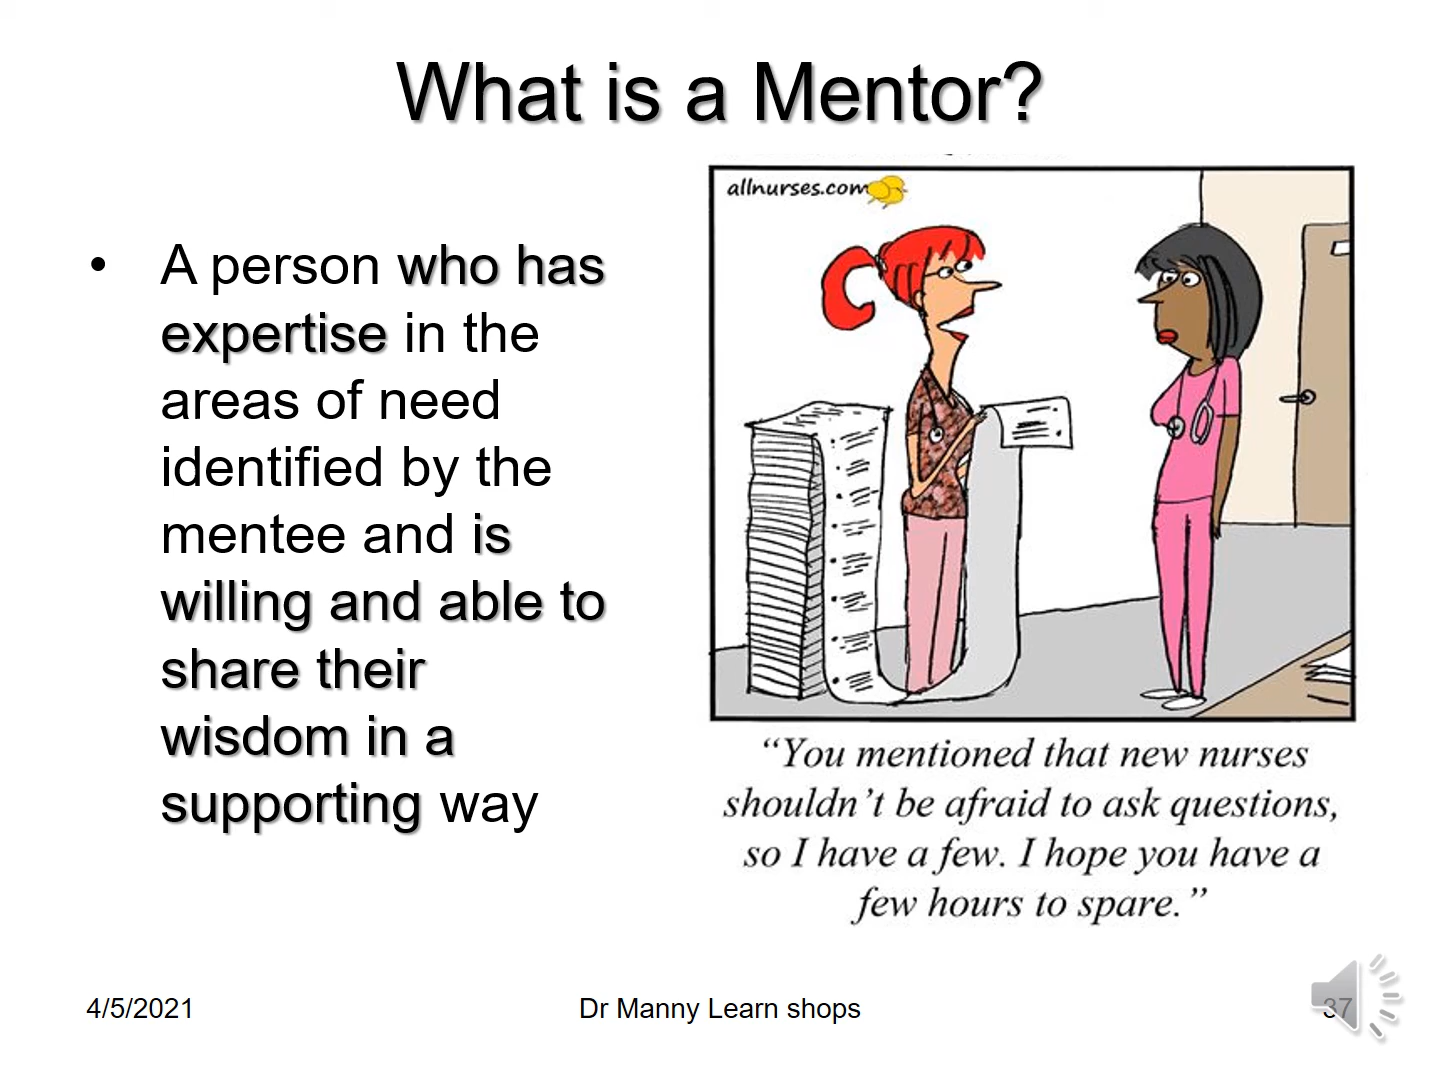 What is a Mentor?
• A person who has
expertise in the
areas of need
identified by the
mentee and is
willing and able to
share their
wisdom in a
supporting way
allnurses.com
“You mentioned that new nurses
shouldn’t be afraid to ask questions,
so I have a few. I hope you have a
few hours to spare.”
4/5/2021
Dr Manny Learn shops
37